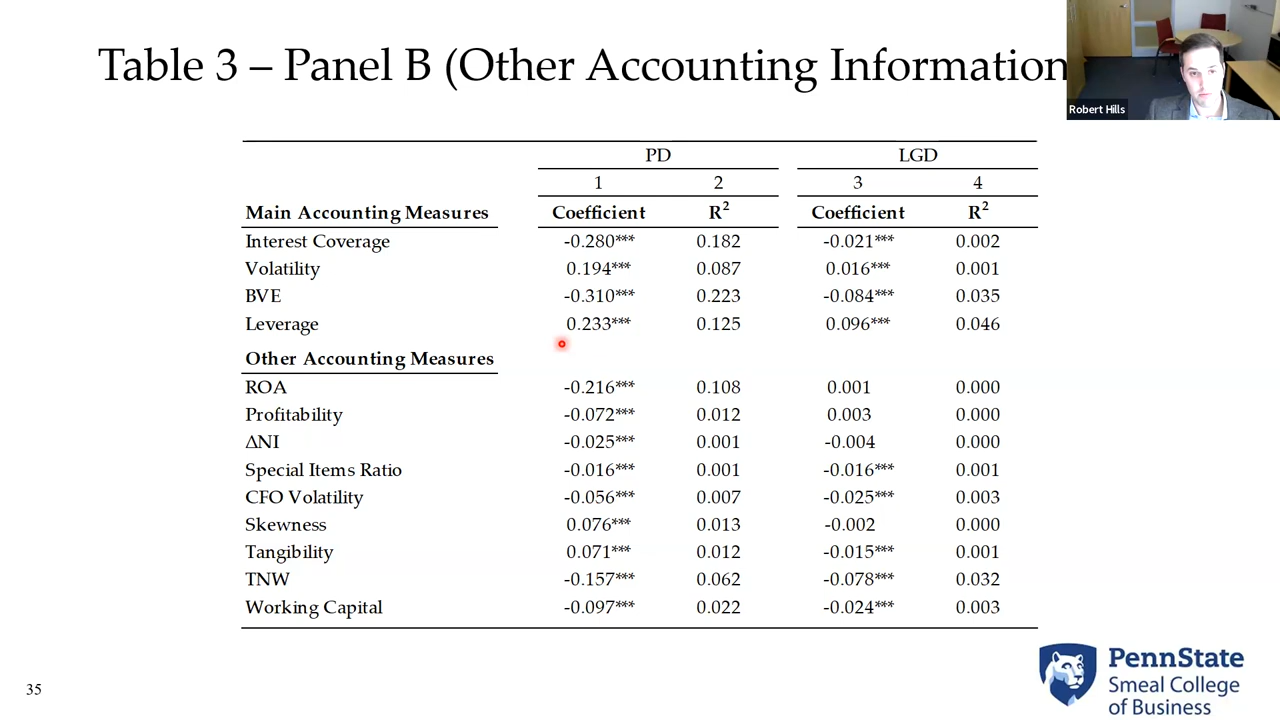 Table 3 – Panel B (Other Accounting Information
Robert Hills
PD LGD
1 2 3 4
Main Accounting Measures Coefficient R² Coefficient R²
Interest Coverage -0.280*** 0.182 -0.021*** 0.002
Volatility 0.194*** 0.087 0.016*** 0.001
BVE -0.310*** 0.223 -0.084*** 0.035
Leverage 0.233*** 0.125 0.096*** 0.046
Other Accounting Measures
ROA -0.216*** 0.108 0.001 0.000
Profitability -0.072*** 0.012 0.003 0.000
ΔNI -0.025*** 0.001 -0.004 0.000
Special Items Ratio -0.016*** 0.001 -0.016*** 0.001
CFO Volatility -0.056*** 0.007 -0.025*** 0.003
Skewness 0.076*** 0.013 -0.002 0.000
Tangibility 0.071*** 0.012 -0.015*** 0.001
TNW -0.157*** 0.062 -0.078*** 0.032
Working Capital -0.097*** 0.022 -0.024*** 0.003
35
PennState
Smeal College
of Business